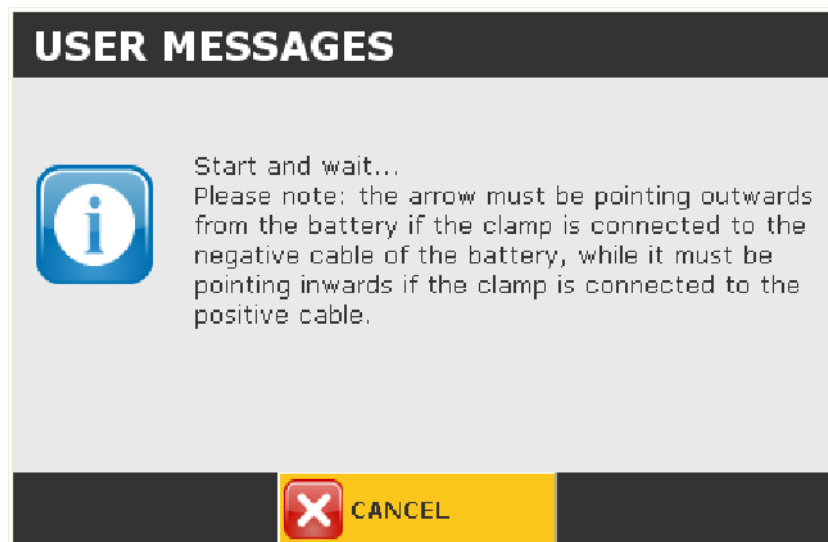 USER MESSAGES
Start and wait...
Please note: the arrow must be pointing outwards
from the battery if the clamp is connected to the
negative cable of the battery, while it must be
pointing inwards if the clamp is connected to the
positive cable.
CANCEL